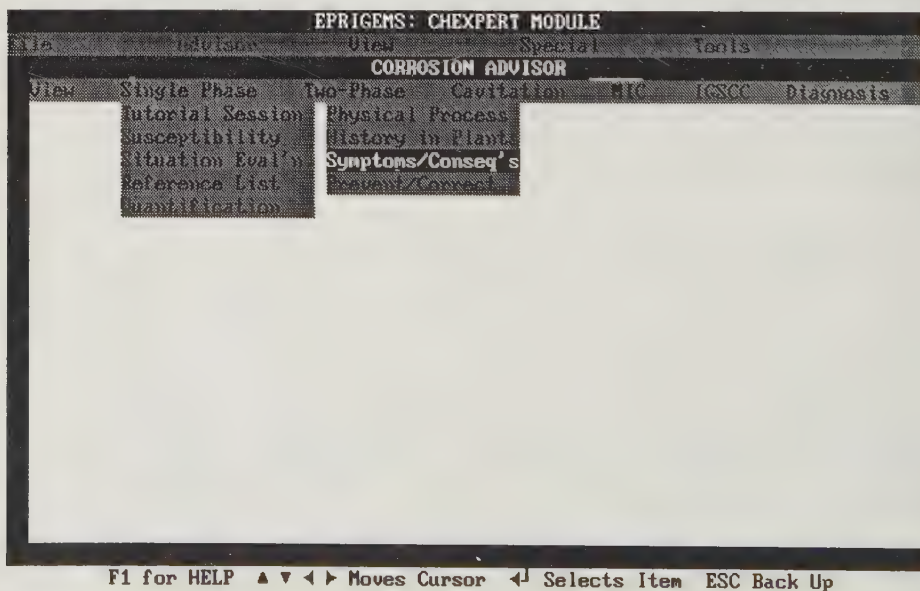 EPRIGEMS: CHEXPERT MODULE
File Advisor View Special Tools
CORROSION ADVISOR
View Single Phase Two-Phase Cavitation MIC IGSCC Diagnosis
Tutorial Session Physical Process
Susceptibility History in Plant
Situation Eval'n Symptoms/Conseq's
Reference List Prevent/Correct
Quantification
F1 for HELP ▲ ▼ ◄ ► Moves Cursor ◄┘ Selects Item ESC Back Up